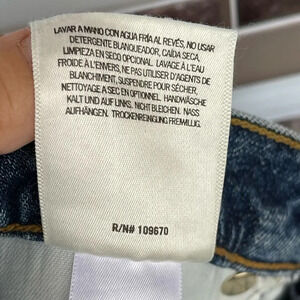 LAVAR A MANO CON AGUA FRÍA AL REVÉS, NO USAR
DETERGENTE BLANQUEADOR, CAÍDA SECA,
LIMPIEZA EN SECO OPCIONAL. LAVAGE À L'EAU
FROIDE À L'ENVERS, NE PAS UTILISER D'AGENTS DE
BLANCHIMENT, SUSPENDRE POUR SÉCHER,
NETTOYAGE A SEC EN OPTIONNEL. HANDWÄSCHE
KALT UND AUF LINKS. NICHT BLEICHEN. NASS
AUFHÄNGEN. TROCKENREINIGUNG FREIWILLIG.
R/N# 109670